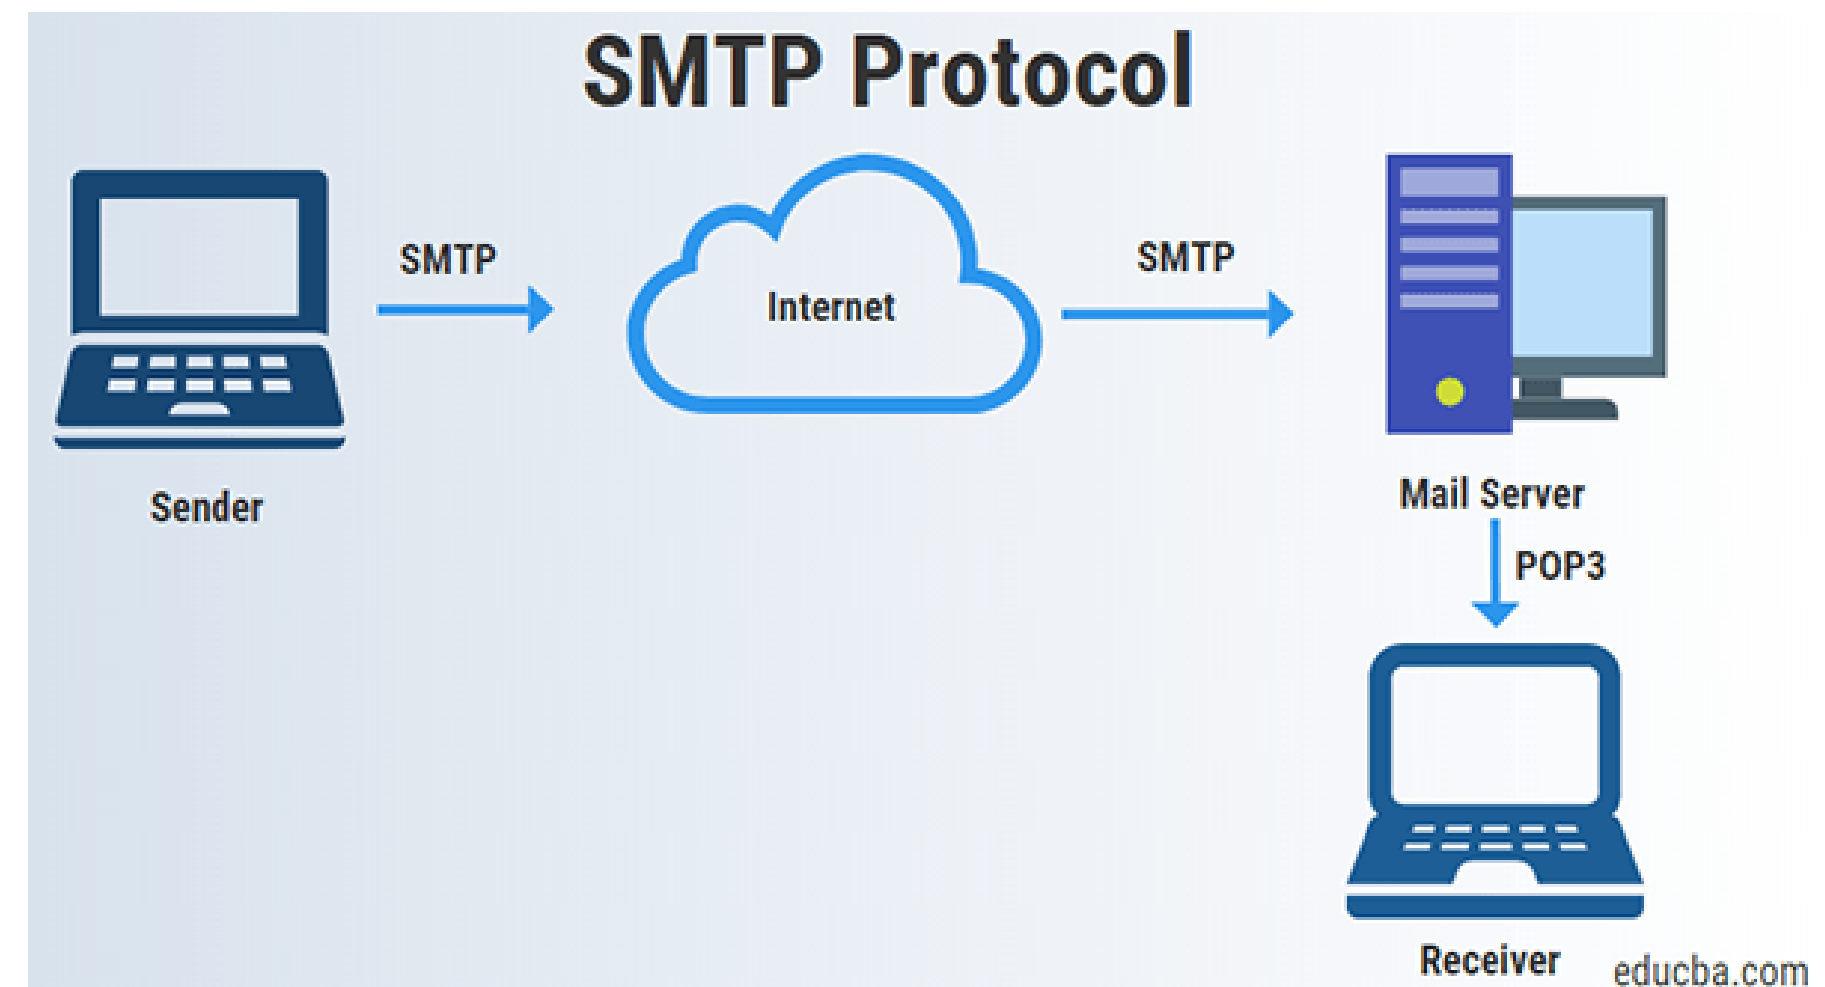 SMTP Protocol
SMTP
Internet
SMTP
Sender
Mail Server
POP3
Receiver
educba.com